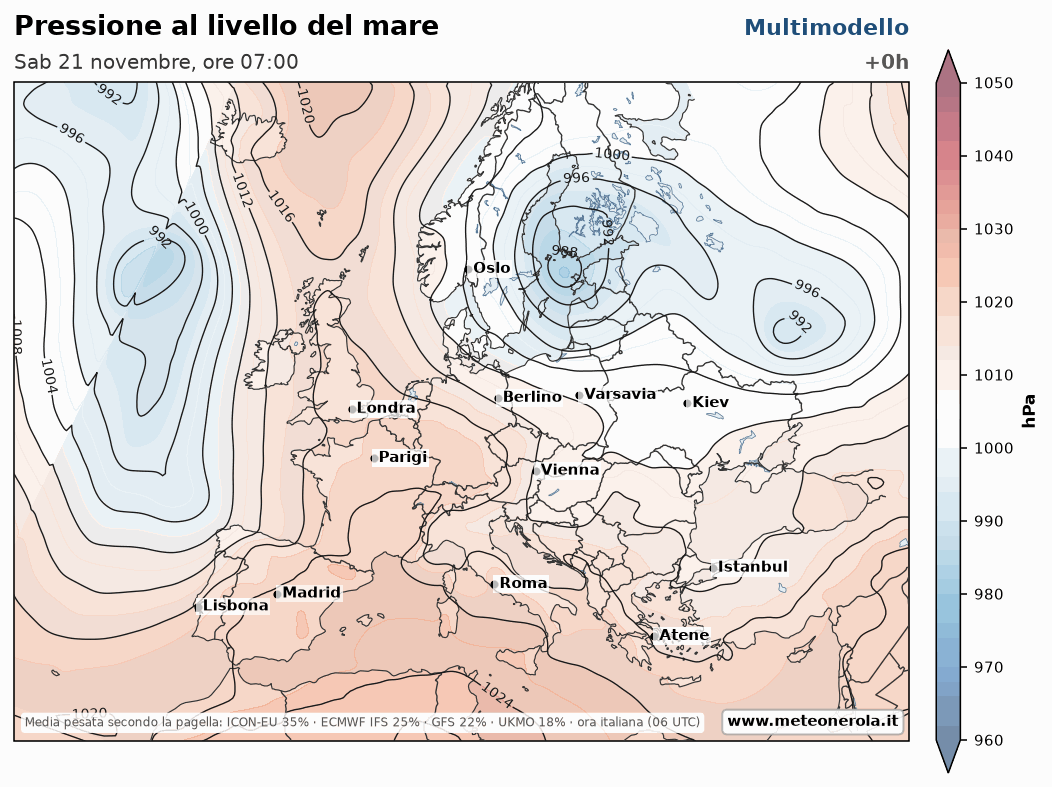 Pressione al livello del mare
Multimodello
Sab 21 novembre, ore 07:00
+0h
992
996
1020
1012
1016
1000
992
1000
996
992
988
Oslo
996
992
1008
1004
Berlino
Varsavia
Kiev
Londra
Parigi
Vienna
Istanbul
Roma
Madrid
Lisbona
Atene
1024
1020
Media pesata secondo la pagella: ICON-EU 35% · ECMWF IFS 25% · GFS 22% · UKMO 18% · ora italiana (06 UTC)
www.meteonerola.it
1050
1040
1030
1020
1010
1000
990
980
970
960
hPa